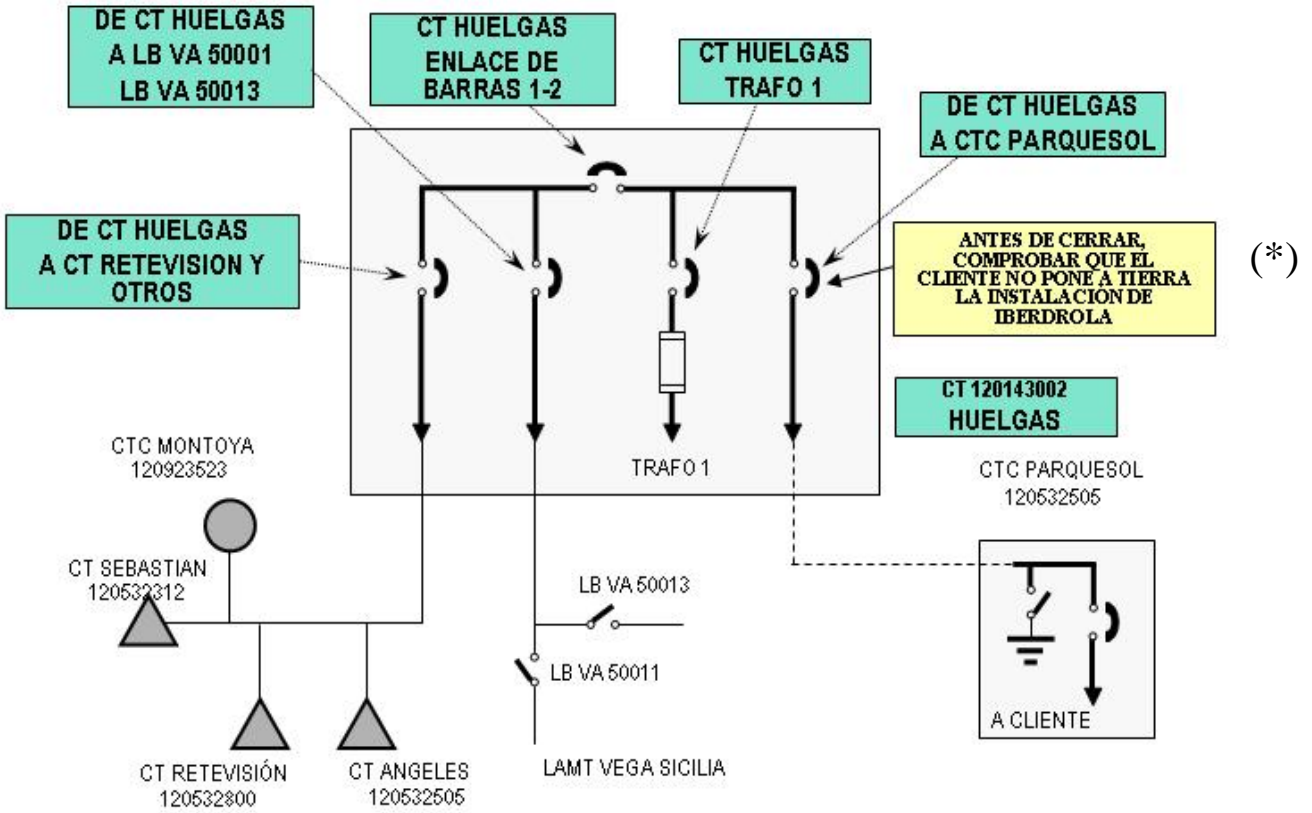 DE CT HUELGAS
A LB VA 50001
LB VA 50013
CT HUELGAS
ENLACE DE
BARRAS 1-2
CT HUELGAS
TRAFO 1
DE CT HUELGAS
A CTC PARQUESOL
DE CT HUELGAS
A CT RETEVISION Y
OTROS
ANTES DE CERRAR,
COMPROBAR QUE EL
CLIENTE NO PONE A TIERRA
LA INSTALACIÓN DE
IBERDROLA
(*)
CT 120143002
HUELGAS
TRAFO 1
CTC MONTOYA
120923523
CTC PARQUESOL
120532505
CT SEBASTIAN
120532312
LB VA 50013
LB VA 50011
A CLIENTE
CT RETEVISIÓN
120532800
CT ANGELES
120532505
LAMT VEGA SICILIA